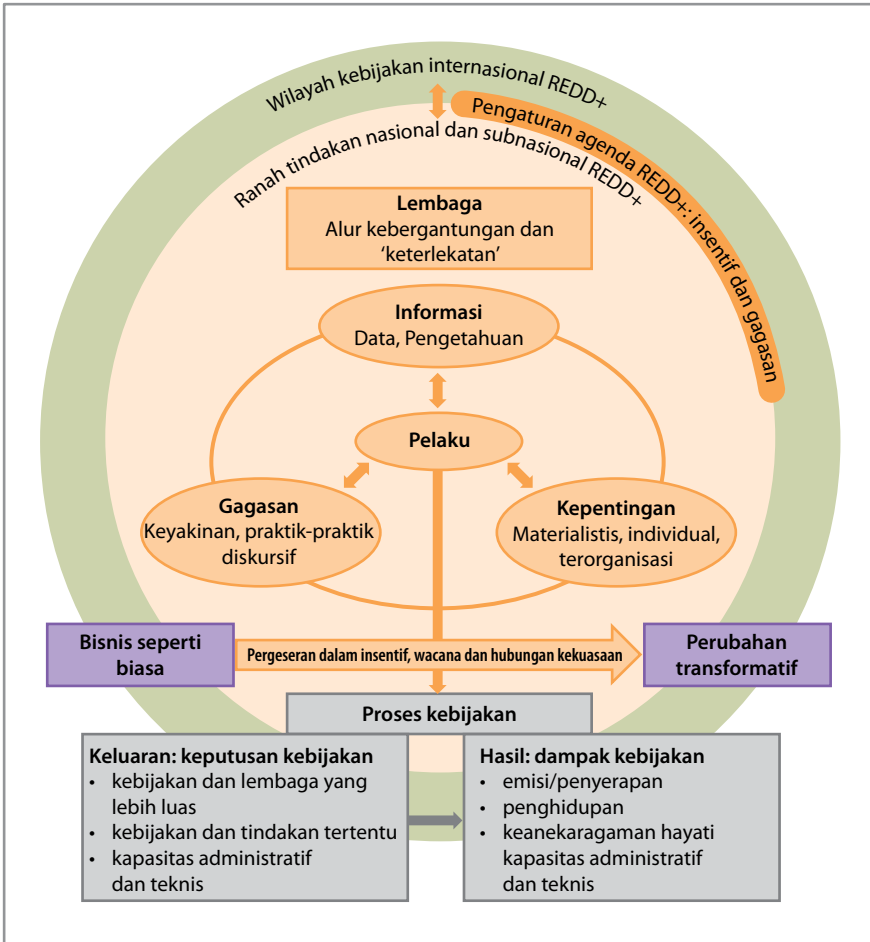 Wilayah kebijakan internasional REDD+
Pengaturan agenda REDD+: insentif dan gagasan
Ranah tindakan nasional dan subnasional REDD+
Lembaga
Alur kebergantungan dan
‘keterlekatan’
Informasi
Data, Pengetahuan
Pelaku
Gagasan
Keyakinan, praktik-praktik
diskursif
Kepentingan
Materialistis, individual,
terorganisasi
Bisnis seperti
biasa
Pergeseran dalam insentif, wacana dan hubungan kekuasaan
Perubahan
transformatif
Proses kebijakan
Keluaran: keputusan kebijakan
• kebijakan dan lembaga yang
lebih luas
• kebijakan dan tindakan tertentu
• kapasitas administratif
dan teknis
Hasil: dampak kebijakan
• emisi/penyerapan
• penghidupan
• keanekaragaman hayati
kapasitas administratif
dan teknis